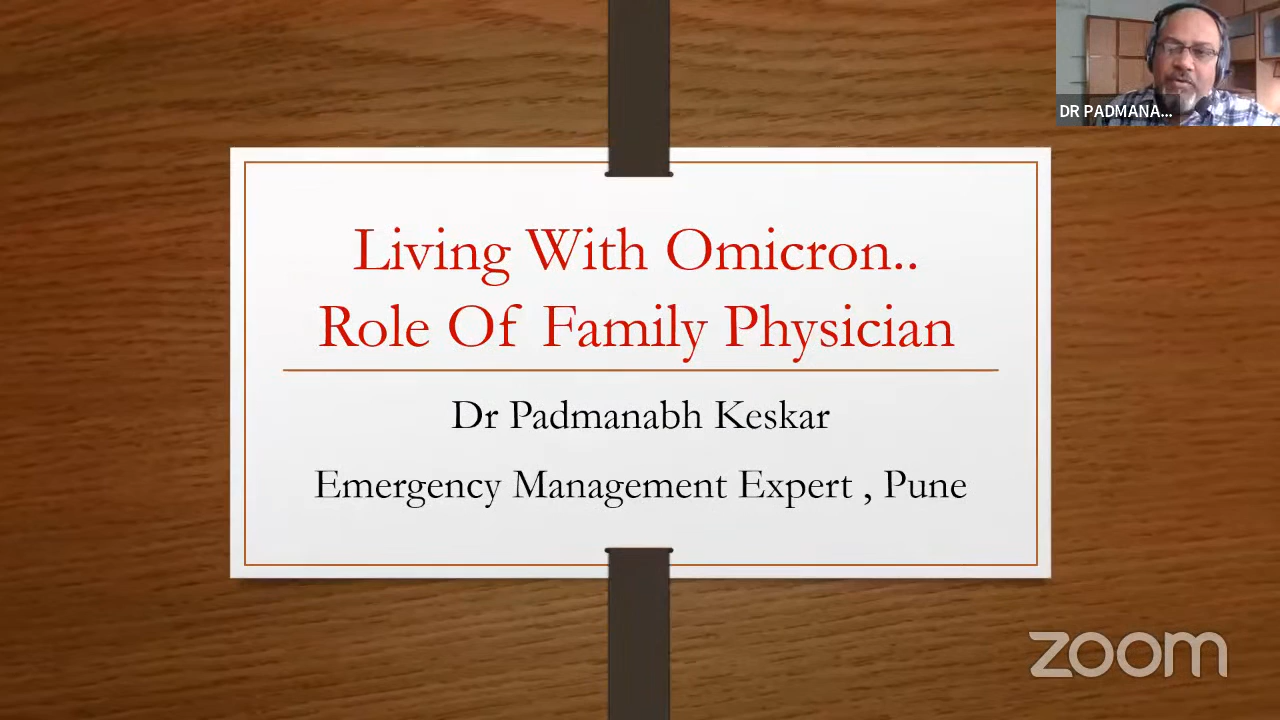 DR PADMANA...
Living With Omicron..
Role Of Family Physician
Dr Padmanabh Keskar
Emergency Management Expert , Pune
zoom